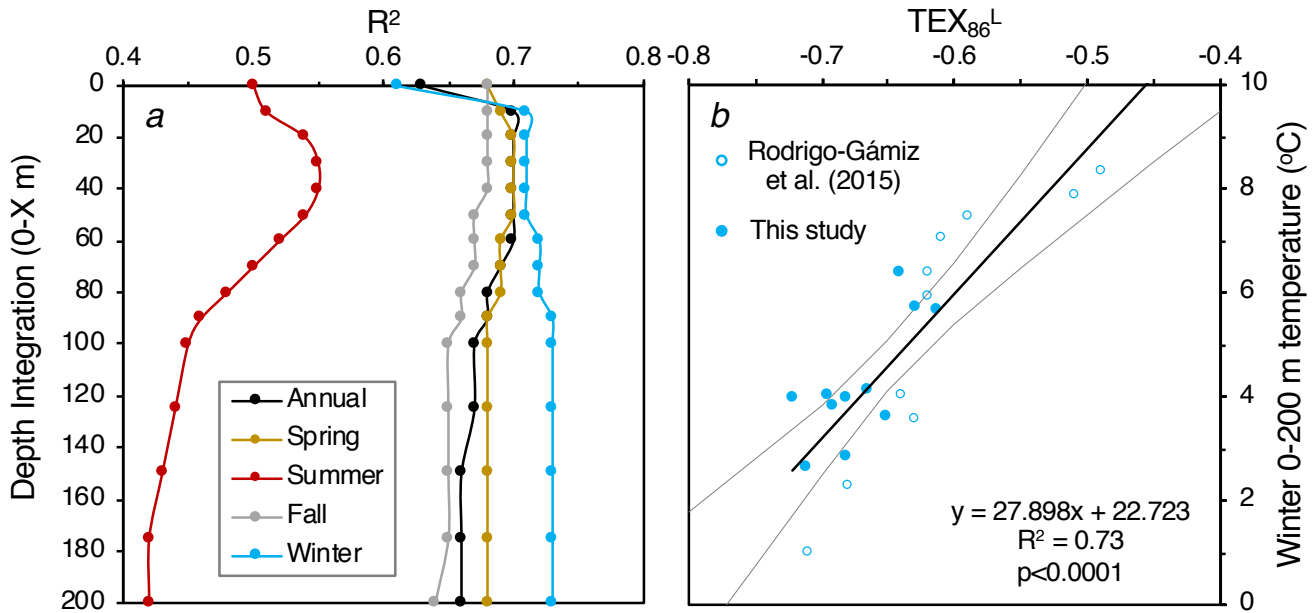 R²
0.4 0.5 0.6 0.7 0.8
Depth Integration (0-X m)
0
20
40
60
80
100
120
140
160
180
200
a
Annual
Spring
Summer
Fall
Winter
TEX₈₆ᴸ
-0.8 -0.7 -0.6 -0.5 -0.4
b
Rodrigo-Gámiz
et al. (2015)
This study
y = 27.898x + 22.723
R² = 0.73
p<0.0001
10
8
6
4
2
0
Winter 0-200 m temperature (ºC)